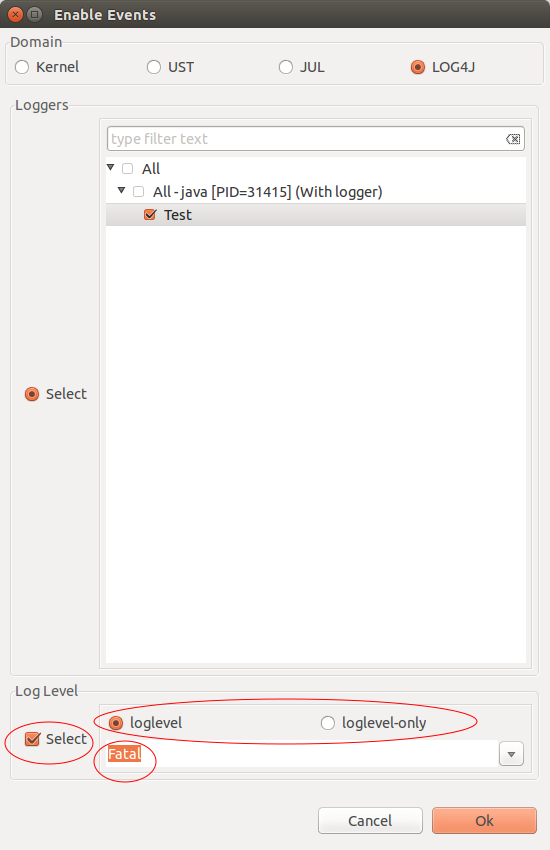 Enable Events
Domain
Kernel UST JUL LOG4J
Loggers
type filter text
All
All - java [PID=31415] (With logger)
Test
Select
Log Level
loglevel loglevel-only
Select
Fatal
Cancel Ok